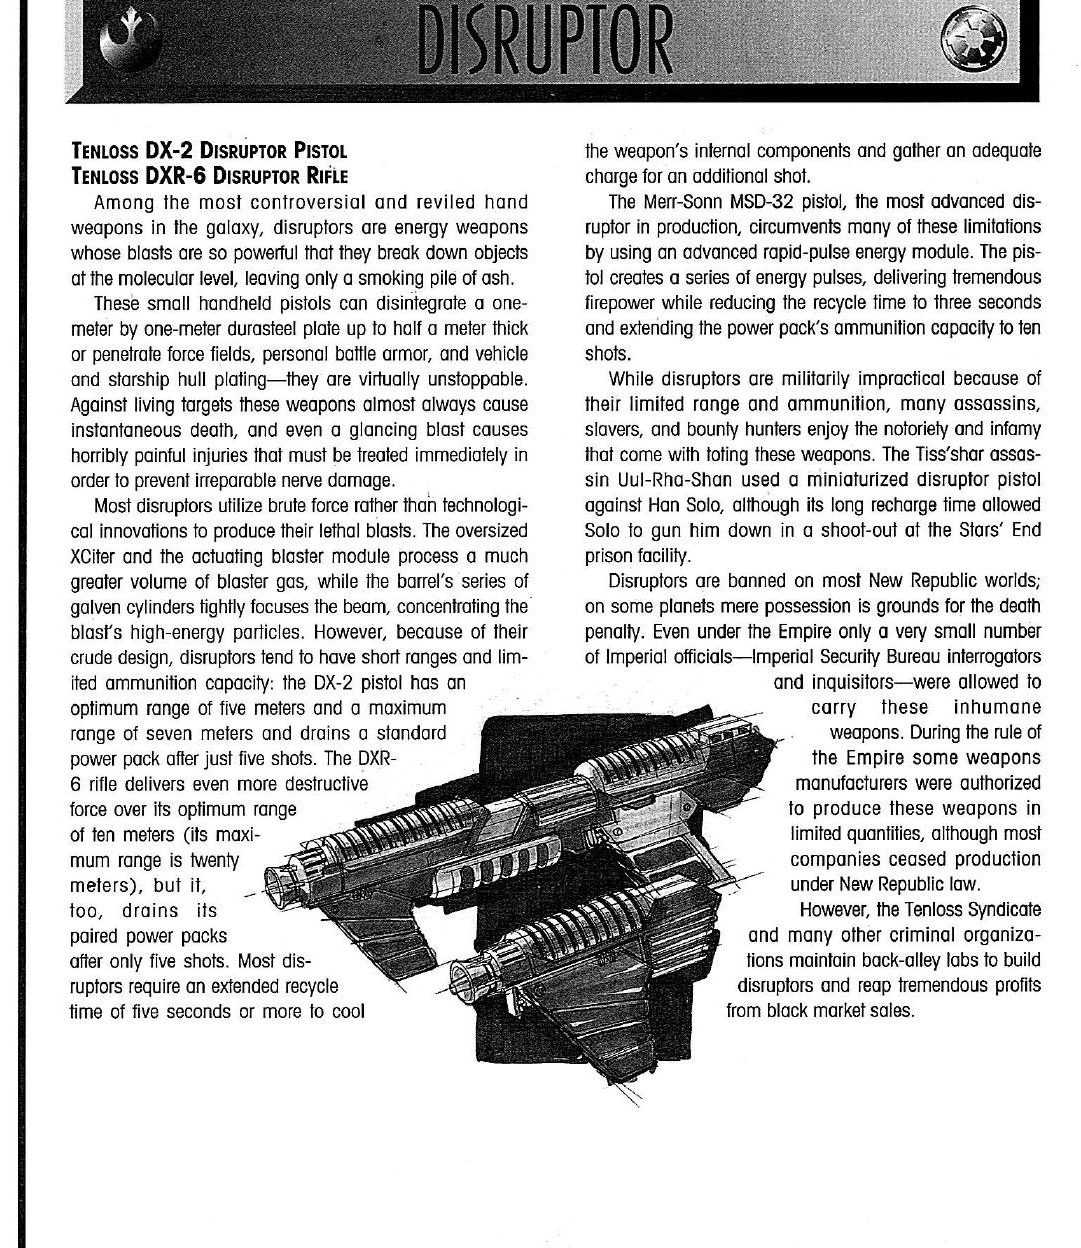 DISRUPTOR
TENLOSS DX-2 DISRUPTOR PISTOL
TENLOSS DXR-6 DISRUPTOR RIFLE
Among the most controversial and reviled hand
weapons in the galaxy, disruptors are energy weapons
whose blasts are so powerful that they break down objects
at the molecular level, leaving only a smoking pile of ash.
These small handheld pistols can disintegrate a one-
meter by one-meter durasteel plate up to half a meter thick
or penetrate force fields, personal battle armor, and vehicle
and starship hull plating—they are virtually unstoppable.
Against living targets these weapons almost always cause
instantaneous death, and even a glancing blast causes
horribly painful injuries that must be treated immediately in
order to prevent irreparable nerve damage.
Most disruptors utilize brute force rather than technologi-
cal innovations to produce their lethal blasts. The oversized
XCiter and the actuating blaster module process a much
greater volume of blaster gas, while the barrel's series of
galven cylinders tightly focuses the beam, concentrating the
blast's high-energy particles. However, because of their
crude design, disruptors tend to have short ranges and lim-
ited ammunition capacity: the DX-2 pistol has an
optimum range of five meters and a maximum
range of seven meters and drains a standard
power pack after just five shots. The DXR-
6 rifle delivers even more destructive
force over its optimum range
of ten meters (its maxi-
mum range is twenty
meters), but it,
too, drains its
paired power packs
after only five shots. Most dis-
ruptors require an extended recycle
time of five seconds or more to cool
the weapon's internal components and gather an adequate
charge for an additional shot.
The Merr-Sonn MSD-32 pistol, the most advanced dis-
ruptor in production, circumvents many of these limitations
by using an advanced rapid-pulse energy module. The pis-
tol creates a series of energy pulses, delivering tremendous
firepower while reducing the recycle time to three seconds
and extending the power pack's ammunition capacity to ten
shots.
While disruptors are militarily impractical because of
their limited range and ammunition, many assassins,
slavers, and bounty hunters enjoy the notoriety and infamy
that come with toting these weapons. The Tiss'shar assas-
sin Uul-Rha-Shan used a miniaturized disruptor pistol
against Han Solo, although its long recharge time allowed
Solo to gun him down in a shoot-out at the Stars' End
prison facility.
Disruptors are banned on most New Republic worlds;
on some planets mere possession is grounds for the death
penalty. Even under the Empire only a very small number
of Imperial officials—Imperial Security Bureau interrogators
and inquisitors—were allowed to
carry these inhumane
weapons. During the rule of
the Empire some weapons
manufacturers were authorized
to produce these weapons in
limited quantities, although most
companies ceased production
under New Republic law.
However, the Tenloss Syndicate
and many other criminal organiza-
tions maintain back-alley labs to build
disruptors and reap tremendous profits
from black market sales.